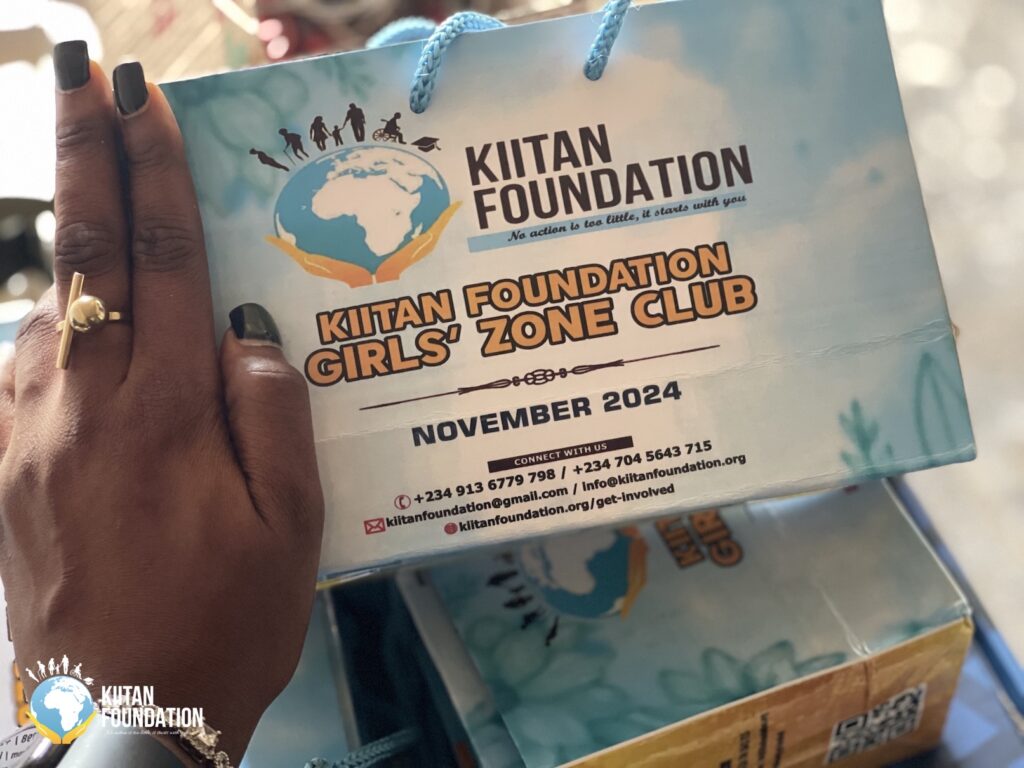 KIITAN
FOUNDATION
No action is too little, it starts with you
KIITAN FOUNDATION
GIRLS' ZONE CLUB
NOVEMBER 2024
CONNECT WITH US
+234 913 6779 798 / +234 704 5643 715
kiitanfoundation@gmail.com / info@kiitanfoundation.org
kiitanfoundation.org/get-involved
KIIT
GIR
KIITAN
FOUNDATION